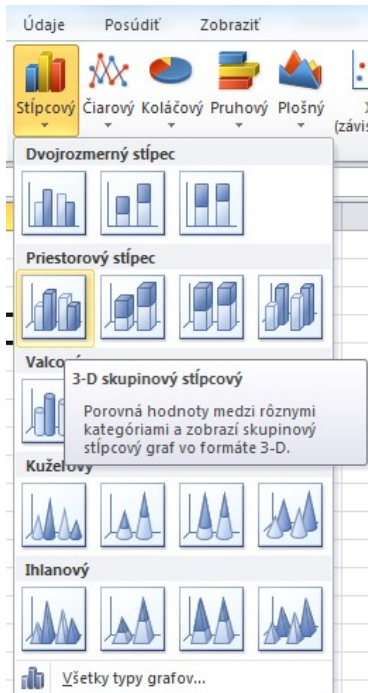 Údaje Posúdiť Zobraziť
Stĺpcový Čiarový Koláčový Pruhový Plošný
(závis
Dvojrozmerný stĺpec
Priestorový stĺpec
3-D skupinový stĺpcový
Porovná hodnoty medzi rôznymi
kategóriami a zobrazí skupinový
stĺpcový graf vo formáte 3-D.
Kužeľový
Ihlanový
Všetky typy grafov...